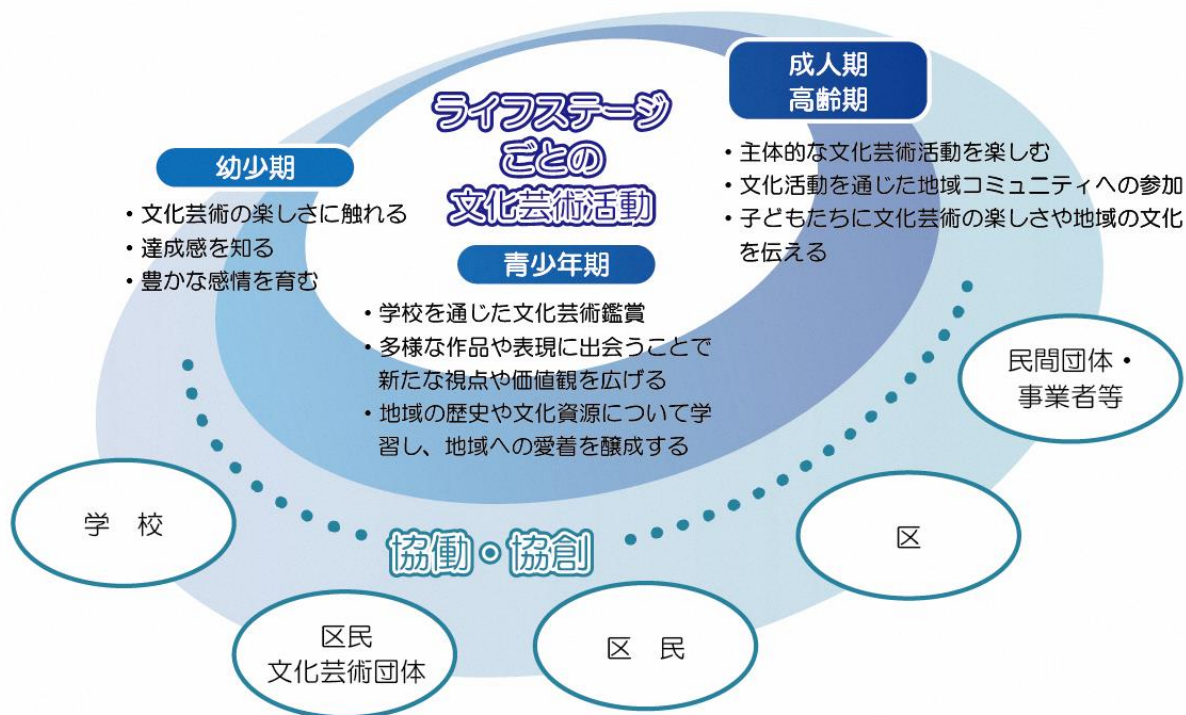 ライフステージ
ごとの
文化芸術活動
幼少期
・文化芸術の楽しさに触れる
・達成感を知る
・豊かな感情を育む
青少年期
・学校を通じた文化芸術鑑賞
・多様な作品や表現に出会うことで
新たな視点や価値観を広げる
・地域の歴史や文化資源について学
習し、地域への愛着を醸成する
成人期
高齢期
・主体的な文化芸術活動を楽しむ
・文化活動を通じた地域コミュニティへの参加
・子どもたちに文化芸術の楽しさや地域の文化
を伝える
協働・協創
学　校
区民
文化芸術団体
区　民
区
民間団体・
事業者等